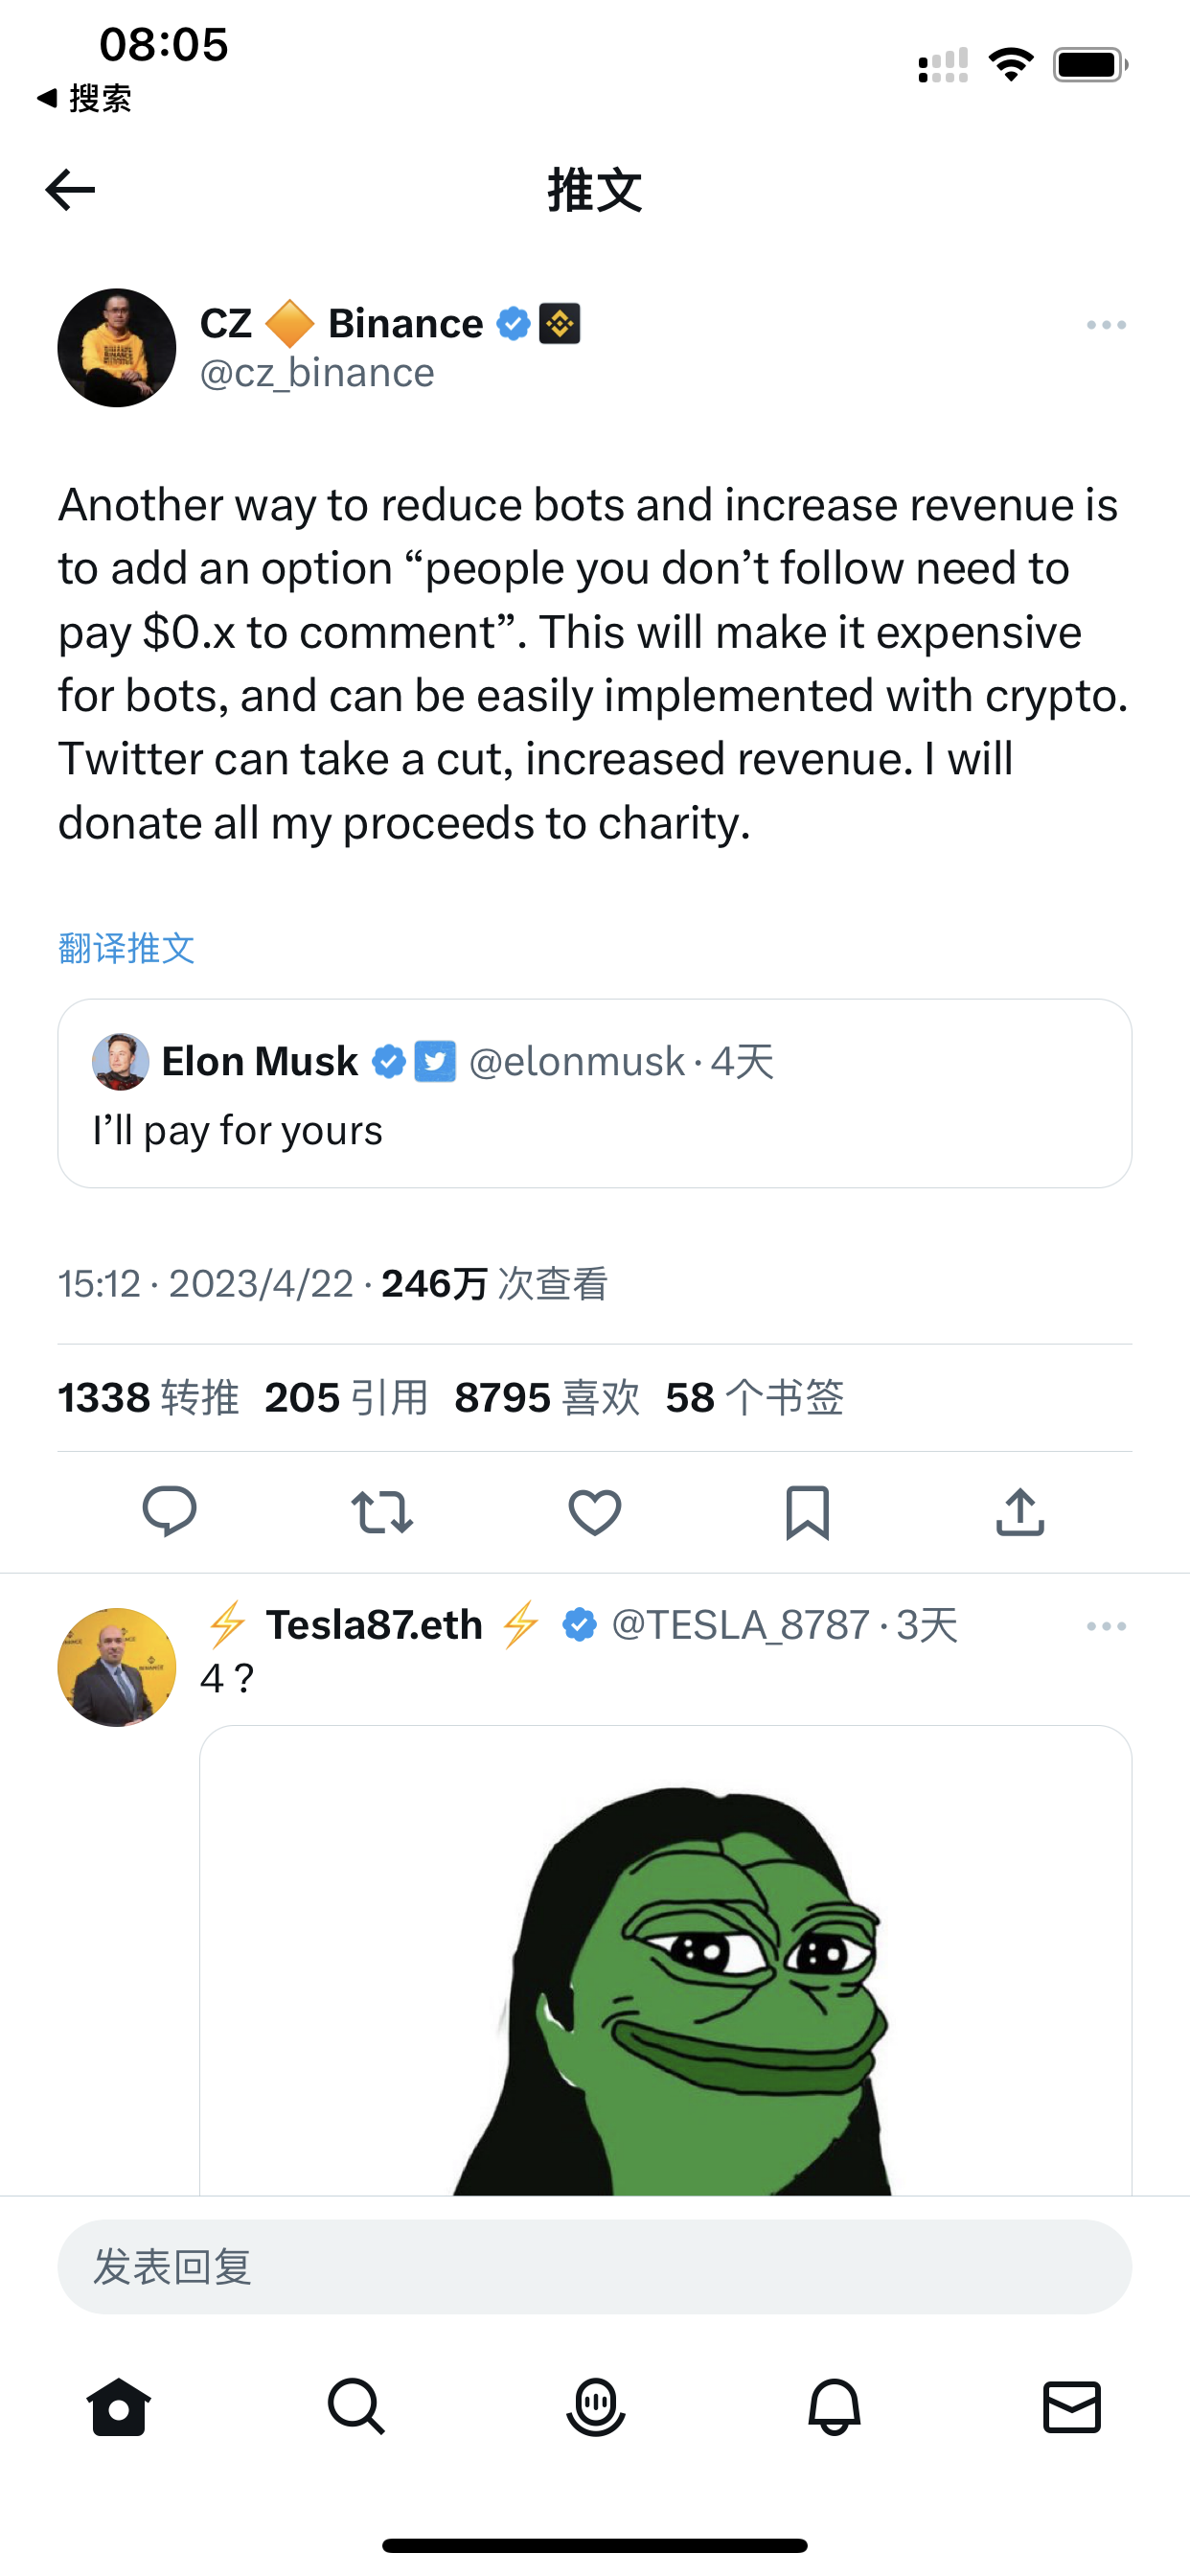 08:05
◀ 搜索
推文
CZ 🔶 Binance
@cz_binance
Another way to reduce bots and increase revenue is
to add an option “people you don’t follow need to
pay $0.x to comment”. This will make it expensive
for bots, and can be easily implemented with crypto.
Twitter can take a cut, increased revenue. I will
donate all my proceeds to charity.
翻译推文
Elon Musk @elonmusk · 4天
I’ll pay for yours
15:12 · 2023/4/22 · 246万 次查看
1338 转推 205 引用 8795 喜欢 58 个书签
⚡ Tesla87.eth ⚡ @TESLA_8787 · 3天
4 ?
发表回复